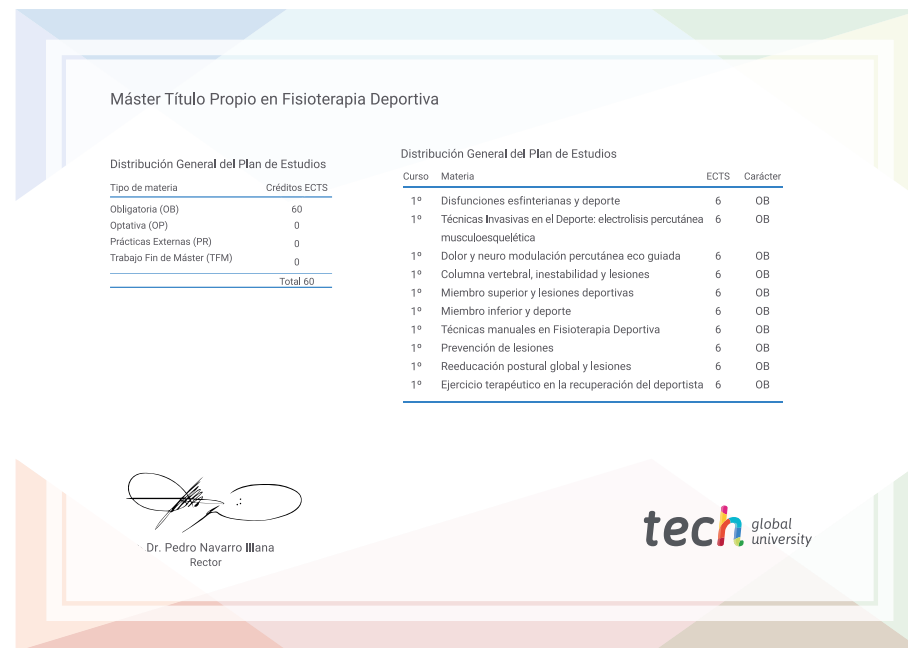 Máster Título Propio en Fisioterapia Deportiva
Distribución General del Plan de Estudios
Tipo de materia Créditos ECTS
Obligatoria (OB) 60
Optativa (OP) 0
Prácticas Externas (PR) 0
Trabajo Fin de Máster (TFM) 0
Total 60
Distribución General del Plan de Estudios
Curso Materia ECTS Carácter
1º Disfunciones esfinterianas y deporte 6 OB
1º Técnicas Invasivas en el Deporte: electrolisis percutánea 6 OB
musculoesquelética
1º Dolor y neuro modulación percutánea eco guiada 6 OB
1º Columna vertebral, inestabilidad y lesiones 6 OB
1º Miembro superior y lesiones deportivas 6 OB
1º Miembro inferior y deporte 6 OB
1º Técnicas manuales en Fisioterapia Deportiva 6 OB
1º Prevención de lesiones 6 OB
1º Reeducación postural global y lesiones 6 OB
1º Ejercicio terapéutico en la recuperación del deportista 6 OB
Dr. Pedro Navarro Illana
Rector
tech global
university